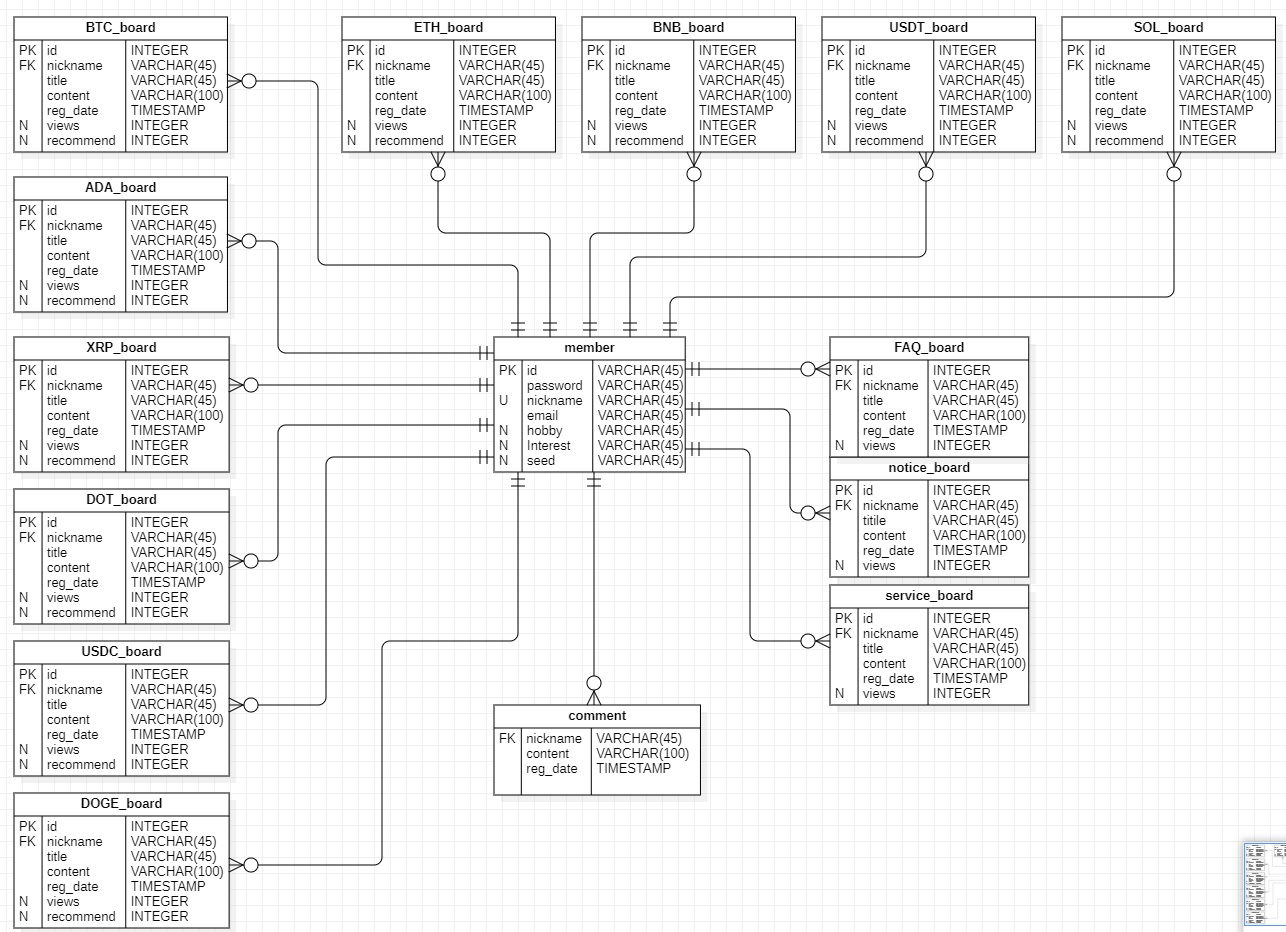 BTC_board
PK id INTEGER
FK nickname VARCHAR(45)
title VARCHAR(45)
content VARCHAR(100)
reg_date TIMESTAMP
N views INTEGER
N recommend INTEGER
ETH_board
PK id INTEGER
FK nickname VARCHAR(45)
title VARCHAR(45)
content VARCHAR(100)
reg_date TIMESTAMP
N views INTEGER
N recommend INTEGER
BNB_board
PK id INTEGER
FK nickname VARCHAR(45)
title VARCHAR(45)
content VARCHAR(100)
reg_date TIMESTAMP
N views INTEGER
N recommend INTEGER
USDT_board
PK id INTEGER
FK nickname VARCHAR(45)
title VARCHAR(45)
content VARCHAR(100)
reg_date TIMESTAMP
N views INTEGER
N recommend INTEGER
SOL_board
PK id INTEGER
FK nickname VARCHAR(45)
title VARCHAR(45)
content VARCHAR(100)
reg_date TIMESTAMP
N views INTEGER
N recommend INTEGER
ADA_board
PK id INTEGER
FK nickname VARCHAR(45)
title VARCHAR(45)
content VARCHAR(100)
reg_date TIMESTAMP
N views INTEGER
N recommend INTEGER
XRP_board
PK id INTEGER
FK nickname VARCHAR(45)
title VARCHAR(45)
content VARCHAR(100)
reg_date TIMESTAMP
N views INTEGER
N recommend INTEGER
member
PK id VARCHAR(45)
password VARCHAR(45)
U nickname VARCHAR(45)
email VARCHAR(45)
N hobby VARCHAR(45)
N Interest VARCHAR(45)
N seed VARCHAR(45)
FAQ_board
PK id INTEGER
FK nickname VARCHAR(45)
title VARCHAR(45)
content VARCHAR(100)
reg_date TIMESTAMP
N views INTEGER
notice_board
PK id INTEGER
FK nickname VARCHAR(45)
titile VARCHAR(45)
content VARCHAR(100)
reg_date TIMESTAMP
N views INTEGER
DOT_board
PK id INTEGER
FK nickname VARCHAR(45)
title VARCHAR(45)
content VARCHAR(100)
reg_date TIMESTAMP
N views INTEGER
N recommend INTEGER
service_board
PK id INTEGER
FK nickname VARCHAR(45)
title VARCHAR(45)
content VARCHAR(100)
reg_date TIMESTAMP
N views INTEGER
USDC_board
PK id INTEGER
FK nickname VARCHAR(45)
title VARCHAR(45)
content VARCHAR(100)
reg_date TIMESTAMP
N views INTEGER
N recommend INTEGER
comment
FK nickname VARCHAR(45)
content VARCHAR(100)
reg_date TIMESTAMP
DOGE_board
PK id INTEGER
FK nickname VARCHAR(45)
title VARCHAR(45)
content VARCHAR(100)
reg_date TIMESTAMP
N views INTEGER
N recommend INTEGER